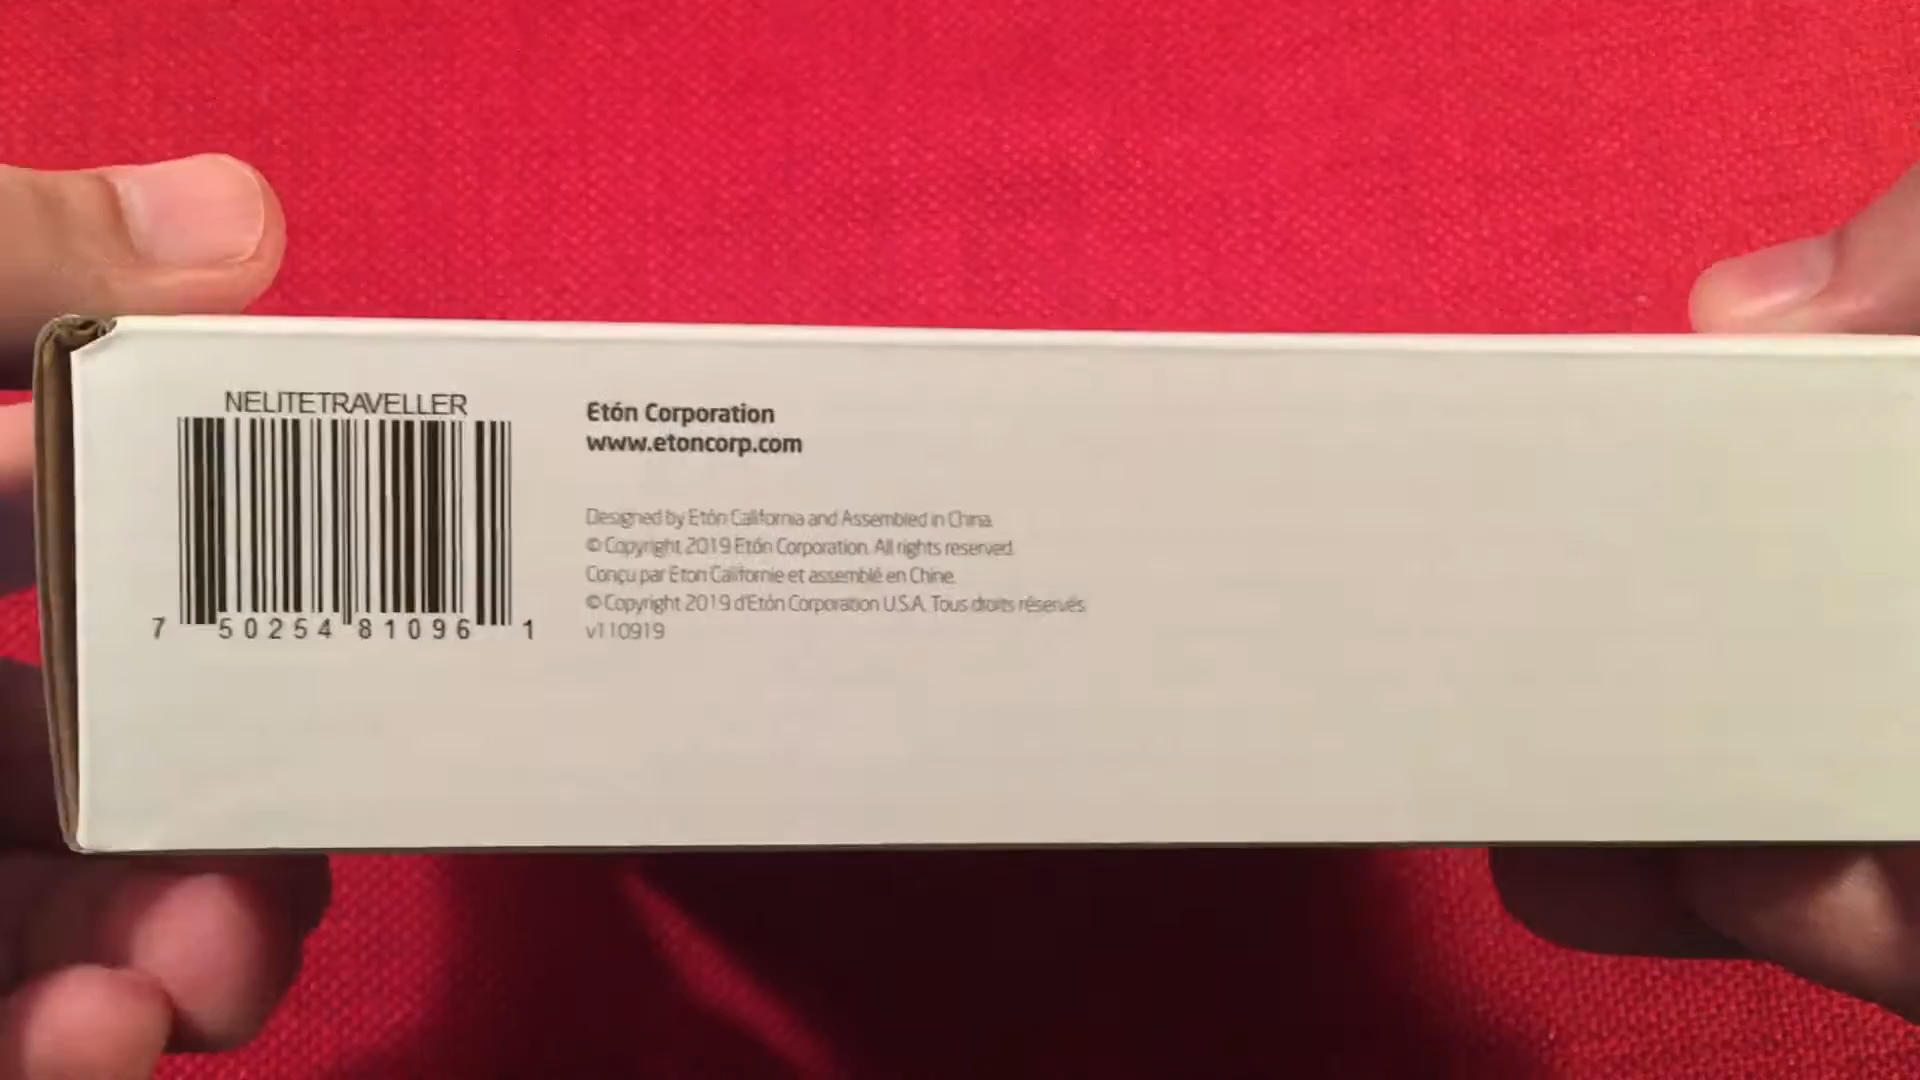 NELITETRAVELLER
7 50254 81096 1
Etón Corporation
www.etoncorp.com
Designed by Etón California and Assembled in China.
© Copyright 2019 Etón Corporation. All rights reserved.
Conçu par Eton Californie et assemblé en Chine.
© Copyright 2019 d'Etón Corporation U.S.A. Tous droits réservés.
v110919